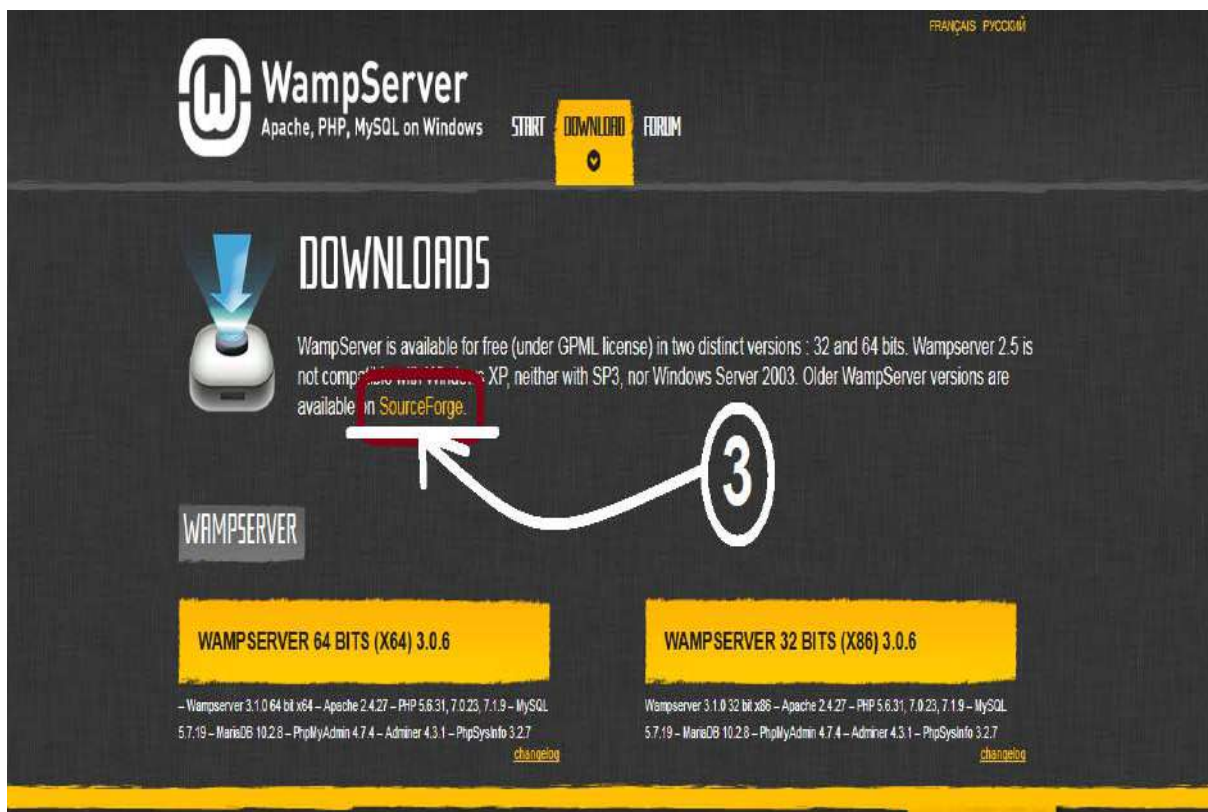 FRANÇAIS РУССКИЙ
WampServer
Apache, PHP, MySQL on Windows
START DOWNLOAD FORUM
DOWNLOADS
WampServer is available for free (under GPML license) in two distinct versions : 32 and 64 bits. Wampserver 2.5 is
not compatible with Windows XP, neither with SP3, nor Windows Server 2003. Older WampServer versions are
available on SourceForge.
3
WAMPSERVER
WAMPSERVER 64 BITS (X64) 3.0.6
WAMPSERVER 32 BITS (X86) 3.0.6
– Wampserver 3.1.0 64 bit x64 – Apache 2.4.27 – PHP 5.6.31, 7.0.23, 7.1.9 – MySQL
5.7.19 – MariaDB 10.2.8 – PhpMyAdmin 4.7.4 – Adminer 4.3.1 – PhpSysInfo 3.2.7
changelog
Wampserver 3.1.0 32 bit x86 – Apache 2.4.27 – PHP 5.6.31, 7.0.23, 7.1.9 – MySQL
5.7.19 – MariaDB 10.2.8 – PhpMyAdmin 4.7.4 – Adminer 4.3.1 – PhpSysInfo 3.2.7
changelog